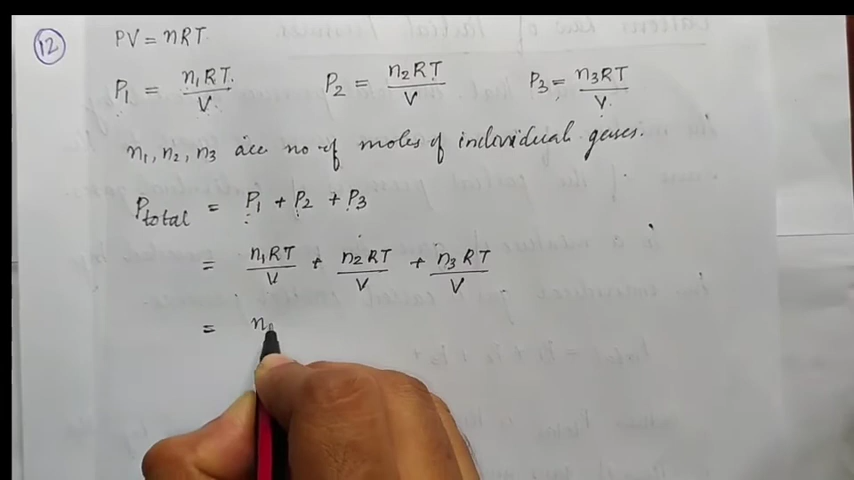 12
PV = nRT
P₁ = n₁RT/V P₂ = n₂RT/V P₃ = n₃RT/V
n₁, n₂, n₃ are no of moles of individual gases.
P total = P₁ + P₂ + P₃
= n₁RT/V + n₂RT/V + n₃RT/V
= n